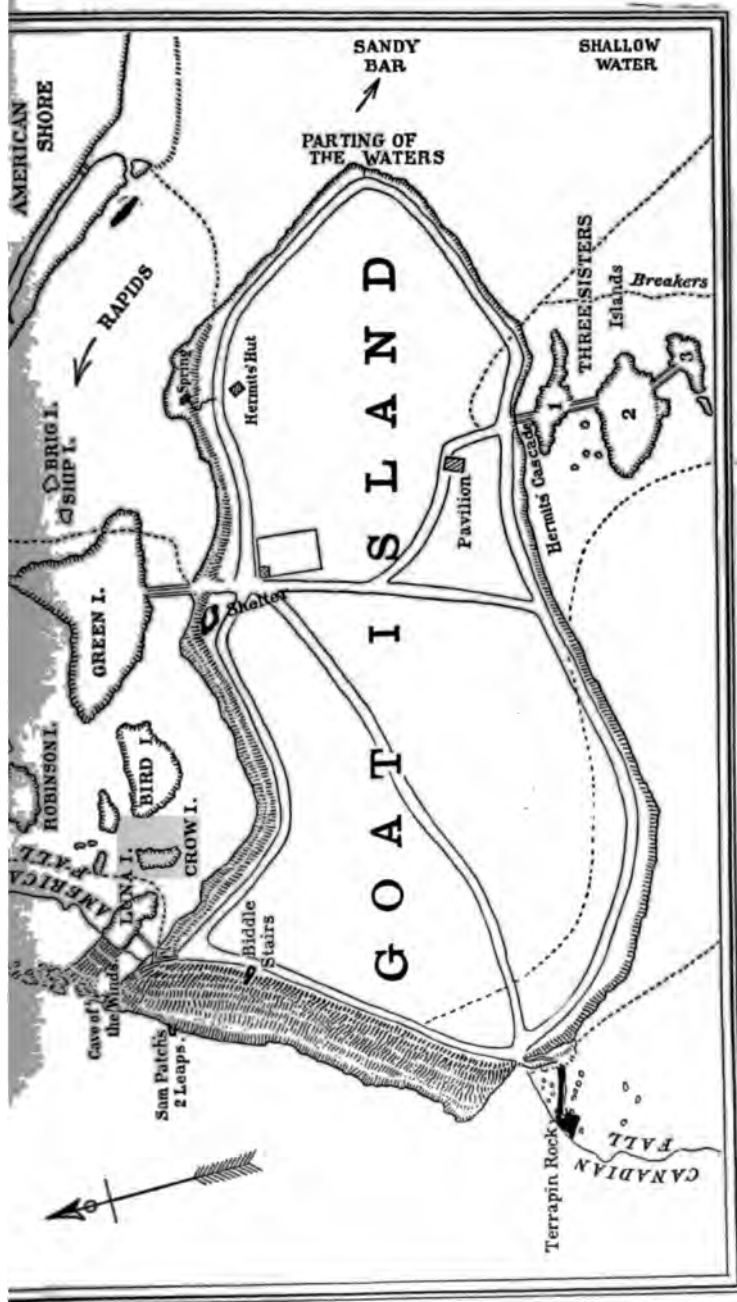 SANDY
BAR
SHALLOW
WATER
AMERICAN
SHORE
PARTING OF
THE WATERS
RAPIDS
Spring
Hermits' Hut
BRIG I.
SHIP I.
GREEN I.
Shelter
ROBINSON I.
BIRD I.
CROW I.
LUNA I.
FALL
Cave of
the Winds
Sam Patch's
2 Leaps.
Biddle
Stairs
GOAT ISLAND
Pavilion
Hermits' Cascade
THREE SISTERS
Islands
Breakers
1
2
3
Terrapin Rock
CANADIAN
FALL